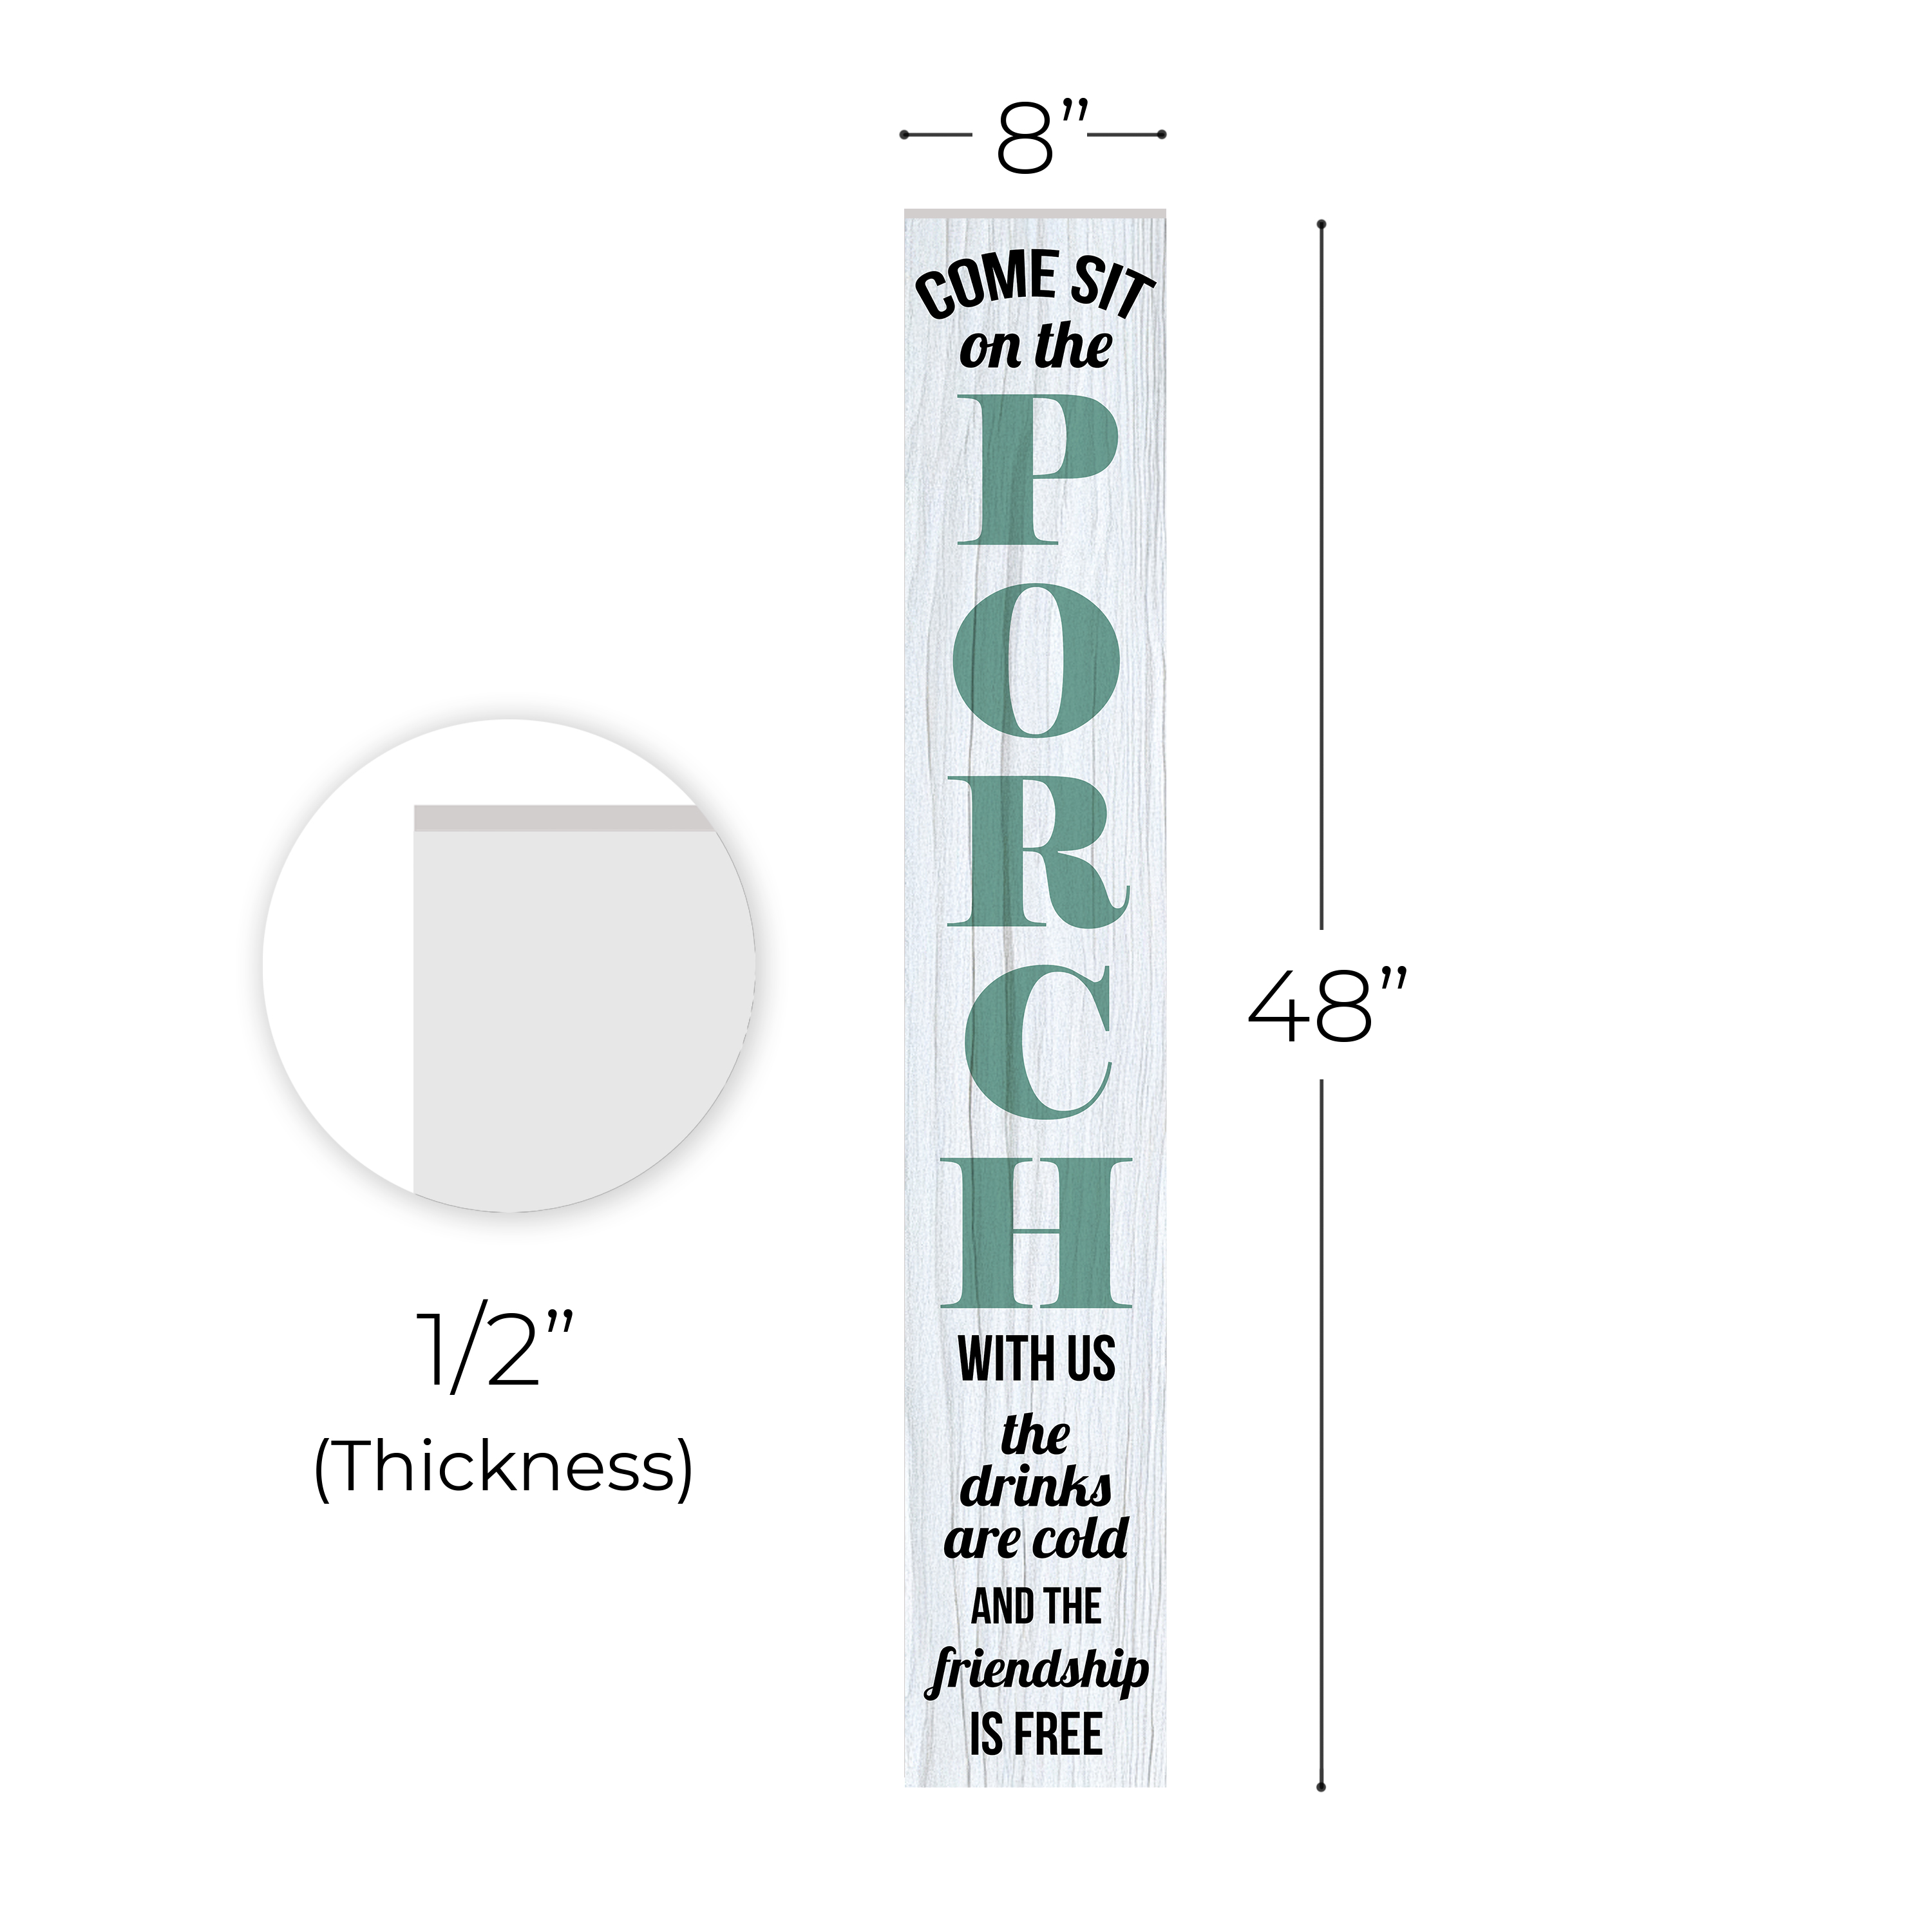 8”
COME SIT
on the
P
O
R
C
H
WITH US
the
drinks
are cold
AND THE
friendship
IS FREE
48”
1/2”
(Thickness)